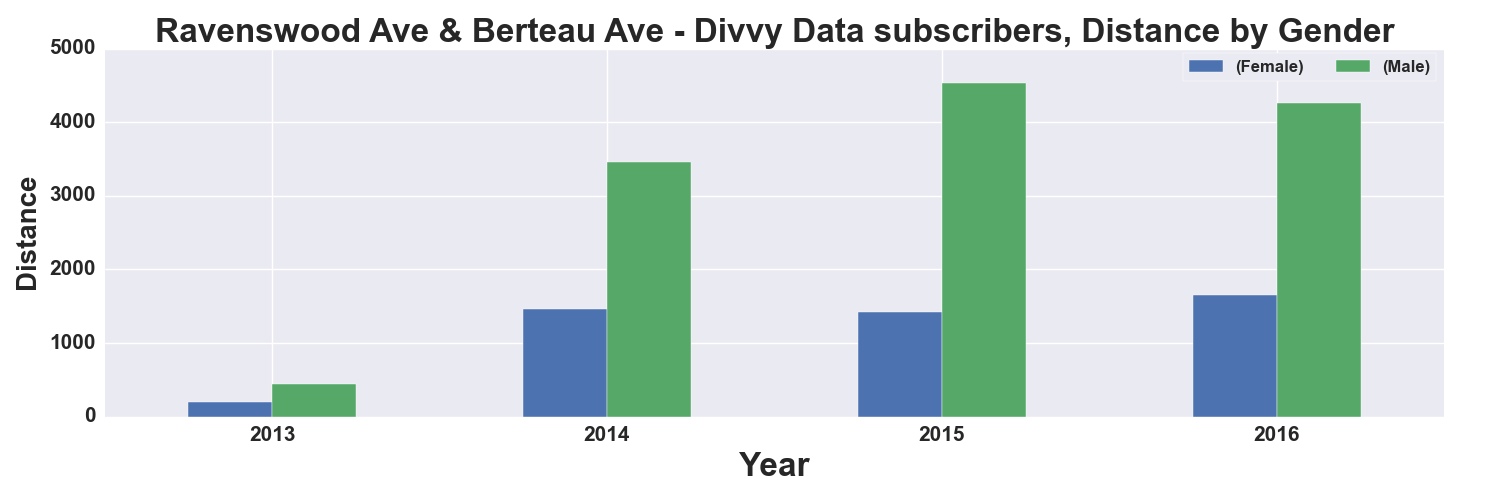 Ravenswood Ave & Berteau Ave - Divvy Data subscribers, Distance by Gender
(Female) (Male)
5000
4000
3000
2000
1000
0
Distance
2013 2014 2015 2016
Year